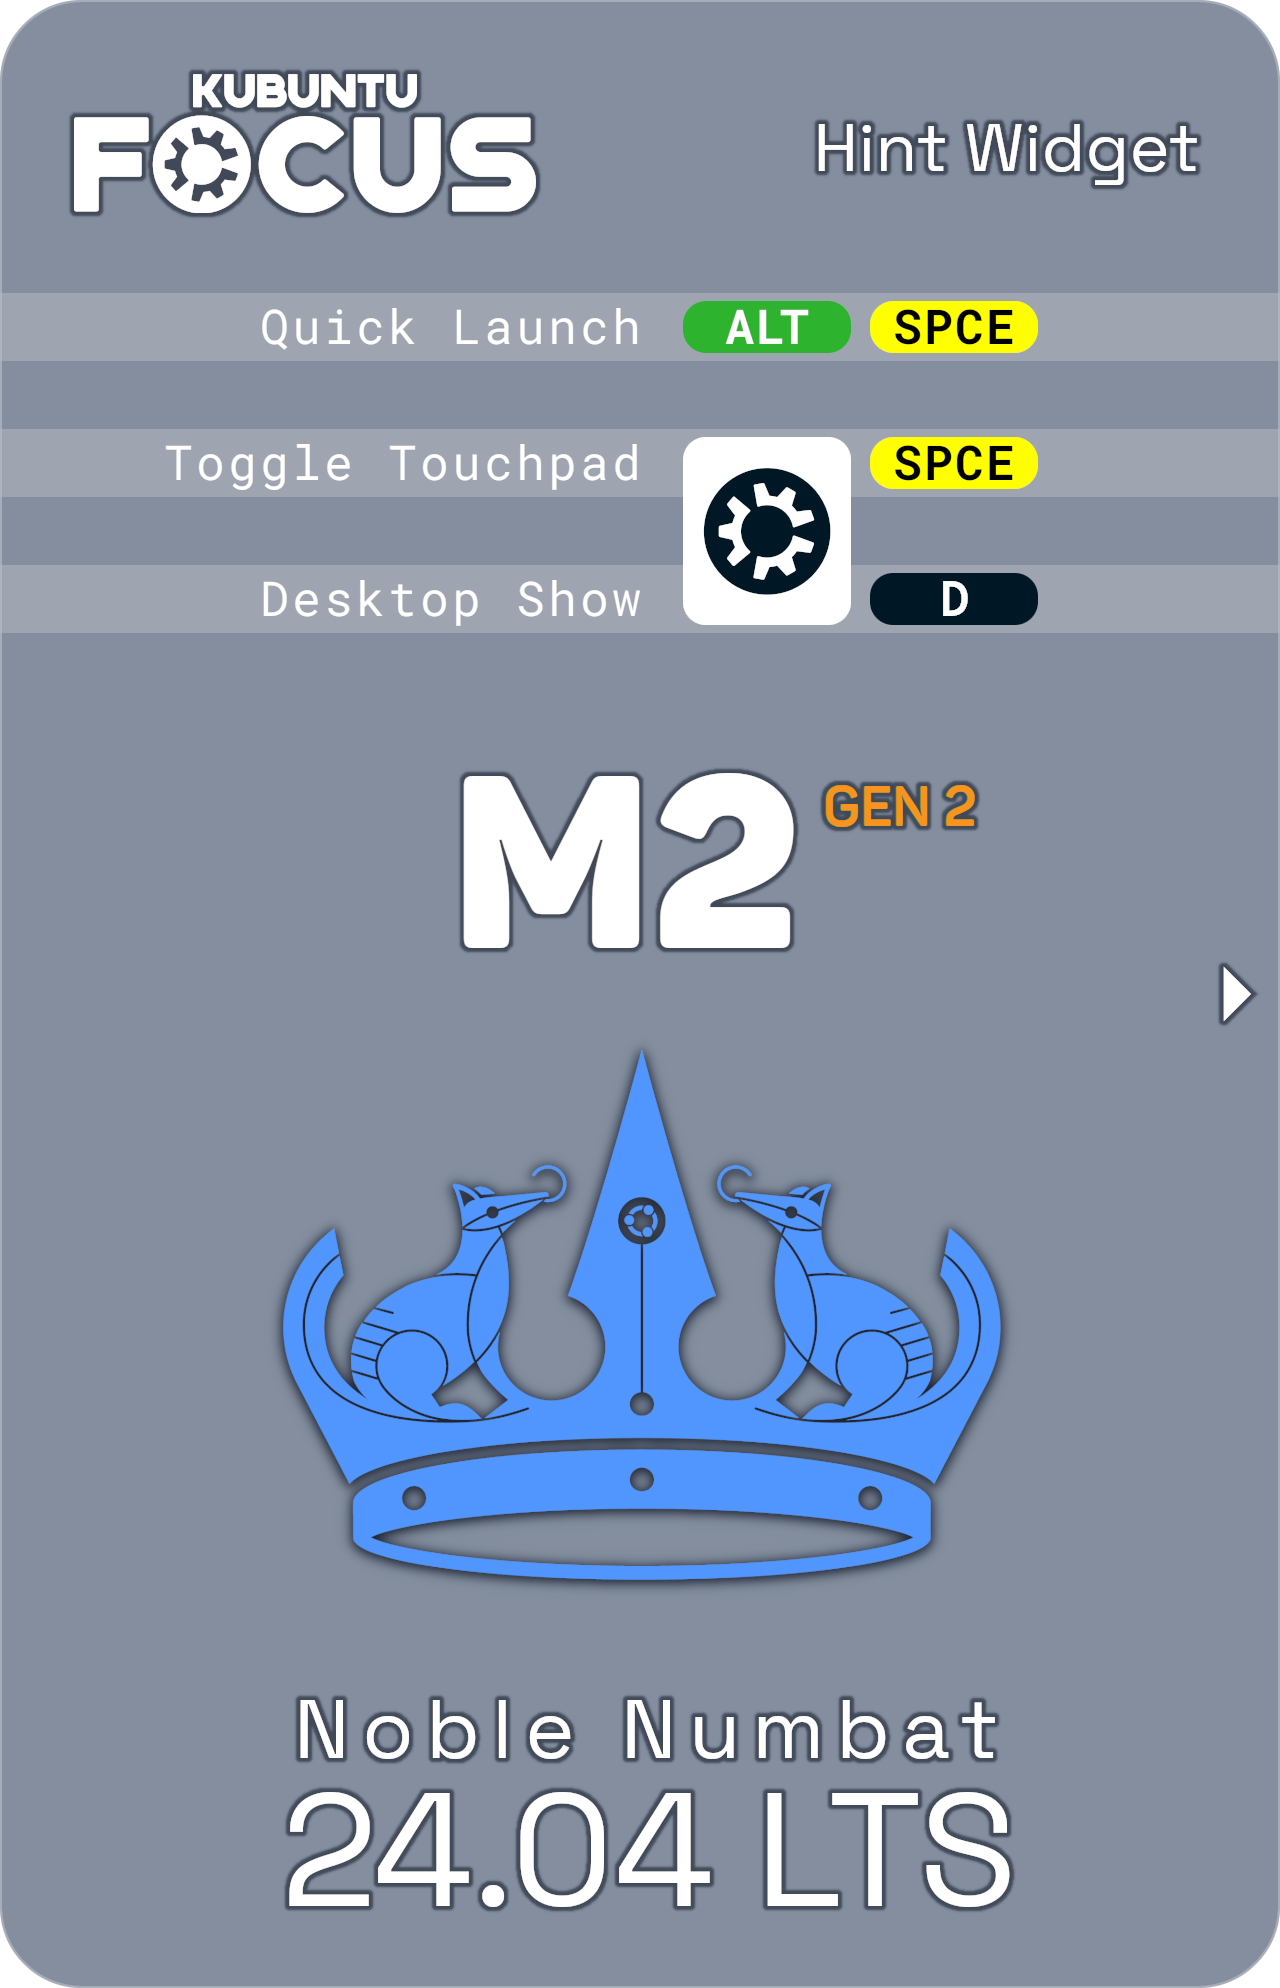 KUBUNTU
FOCUS
Hint Widget
Quick Launch ALT SPCE
Toggle Touchpad SPCE
Desktop Show D
M2 GEN 2
Noble Numbat
24.04 LTS